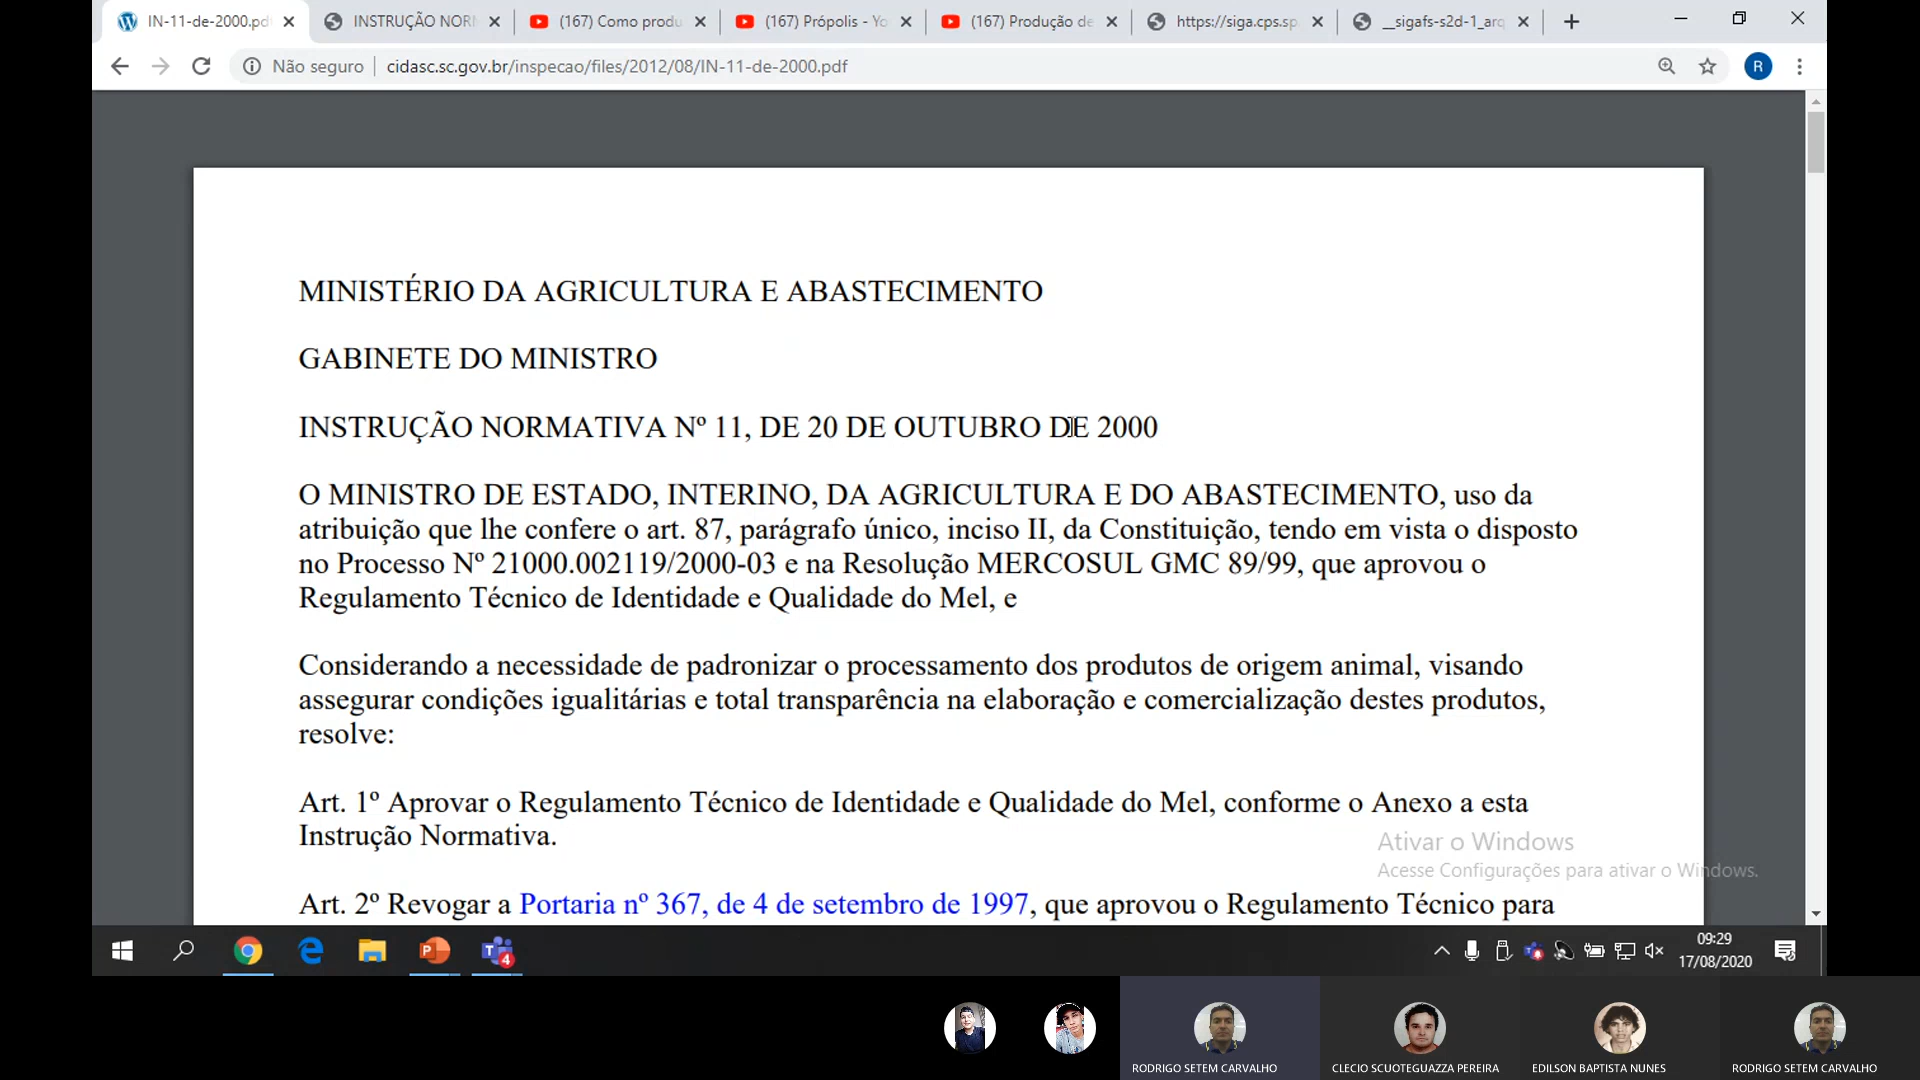 IN-11-de-2000.pd
INSTRUÇÃO NOR
(167) Como produ
(167) Própolis - Yo
(167) Produção de
https://siga.cps.sp
__sigafs-s2d-1_arq
Não seguro
cidasc.sc.gov.br/inspecao/files/2012/08/IN-11-de-2000.pdf
R
MINISTÉRIO DA AGRICULTURA E ABASTECIMENTO
GABINETE DO MINISTRO
INSTRUÇÃO NORMATIVA Nº 11, DE 20 DE OUTUBRO DE 2000
O MINISTRO DE ESTADO, INTERINO, DA AGRICULTURA E DO ABASTECIMENTO, uso da
atribuição que lhe confere o art. 87, parágrafo único, inciso II, da Constituição, tendo em vista o disposto
no Processo Nº 21000.002119/2000-03 e na Resolução MERCOSUL GMC 89/99, que aprovou o
Regulamento Técnico de Identidade e Qualidade do Mel, e
Considerando a necessidade de padronizar o processamento dos produtos de origem animal, visando
assegurar condições igualitárias e total transparência na elaboração e comercialização destes produtos,
resolve:
Art. 1º Aprovar o Regulamento Técnico de Identidade e Qualidade do Mel, conforme o Anexo a esta
Instrução Normativa.
Ativar o Windows
Acesse Configurações para ativar o Windows.
Art. 2º Revogar a Portaria nº 367, de 4 de setembro de 1997, que aprovou o Regulamento Técnico para
4
09:29
17/08/2020
RODRIGO SETEM CARVALHO
CLECIO SCUOTEGUAZZA PEREIRA
EDILSON BAPTISTA NUNES
RODRIGO SETEM CARVALHO